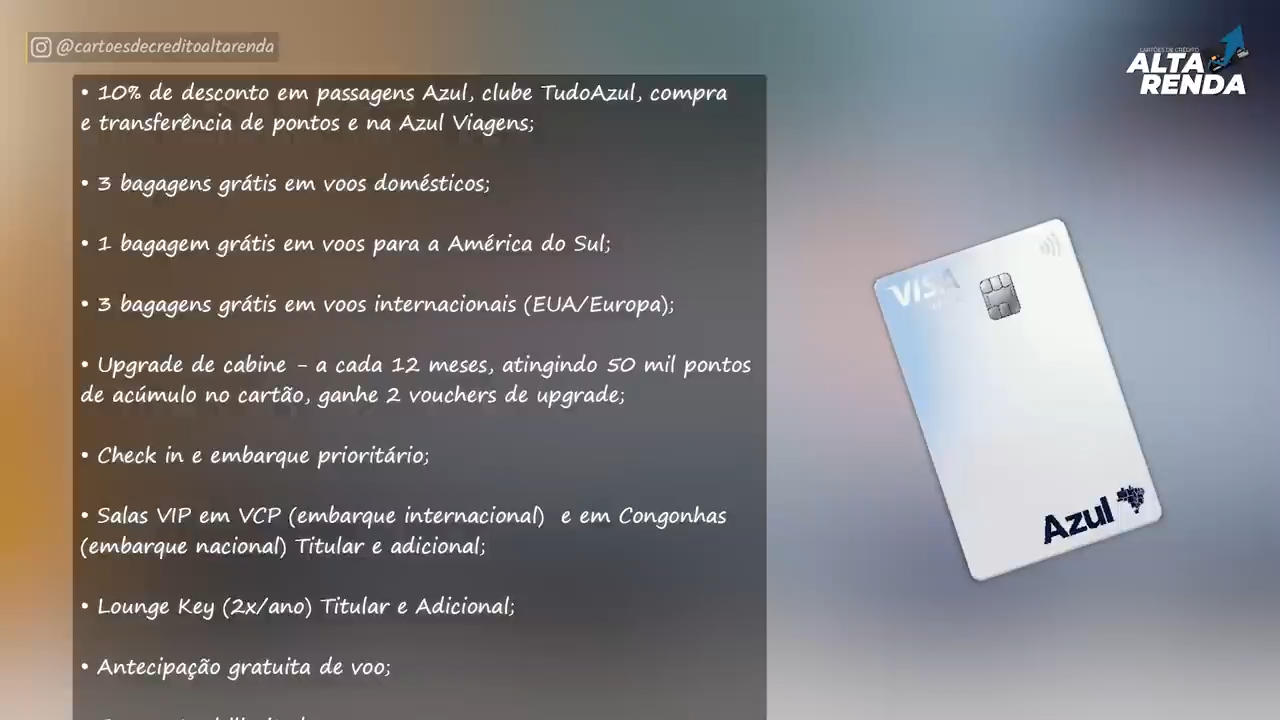 @cartoesdecreditoaltarenda
CARTÕES DE CRÉDITO
ALTA
RENDA
• 10% de desconto em passagens Azul, clube TudoAzul, compra
e transferência de pontos e na Azul Viagens;
• 3 bagagens grátis em voos domésticos;
• 1 bagagem grátis em voos para a América do Sul;
• 3 bagagens grátis em voos internacionais (EUA/Europa);
• Upgrade de cabine - a cada 12 meses, atingindo 50 mil pontos
de acúmulo no cartão, ganhe 2 vouchers de upgrade;
• Check in e embarque prioritário;
• Salas VIP em VCP (embarque internacional) e em Congonhas
(embarque nacional) Titular e adicional;
• Lounge Key (2x/ano) Titular e Adicional;
• Antecipação gratuita de voo;
VISA
Azul